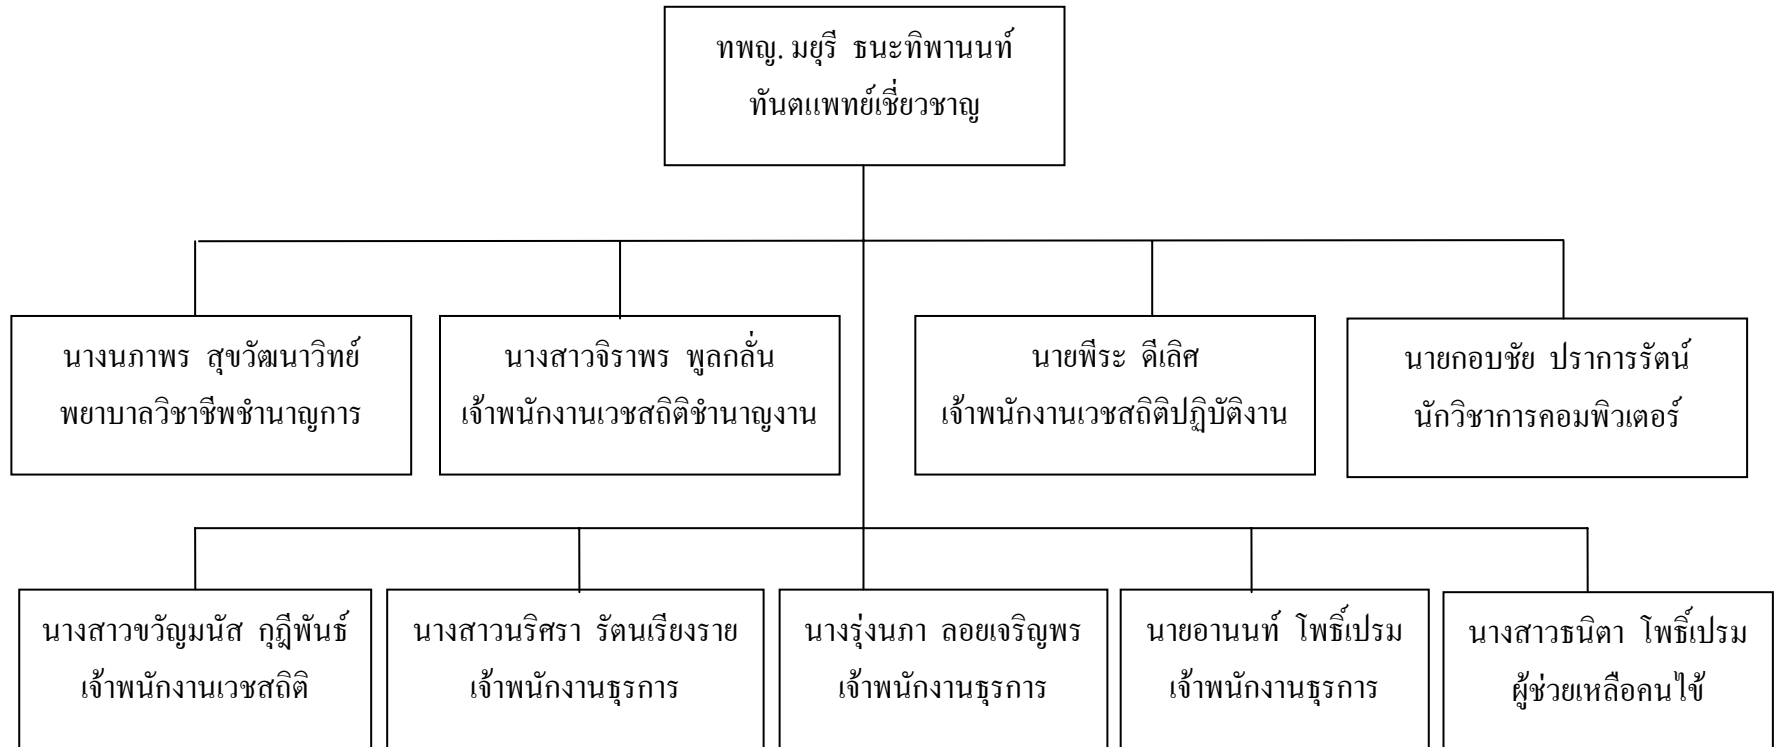 ทพญ. มยุรี ธนะทิพานนท์
ทันตแพทย์เชี่ยวชาญ
นางนภาพร สุขวัฒนาวิทย์
พยาบาลวิชาชีพชำนาญการ
นางสาวจิราพร พูลกลั่น
เจ้าพนักงานเวชสถิติชำนาญงาน
นายพีระ ดีเลิศ
เจ้าพนักงานเวชสถิติปฏิบัติงาน
นายกอบชัย ปราการรัตน์
นักวิชาการคอมพิวเตอร์
นางสาวขวัญมนัส กุฎีพันธ์
เจ้าพนักงานเวชสถิติ
นางสาวนริศรา รัตนเรียงราย
เจ้าพนักงานธุรการ
นางรุ่งนภา ลอยเจริญพร
เจ้าพนักงานธุรการ
นายอานนท์ โพธิ์เปรม
เจ้าพนักงานธุรการ
นางสาวธนิตา โพธิ์เปรม
ผู้ช่วยเหลือคนไข้